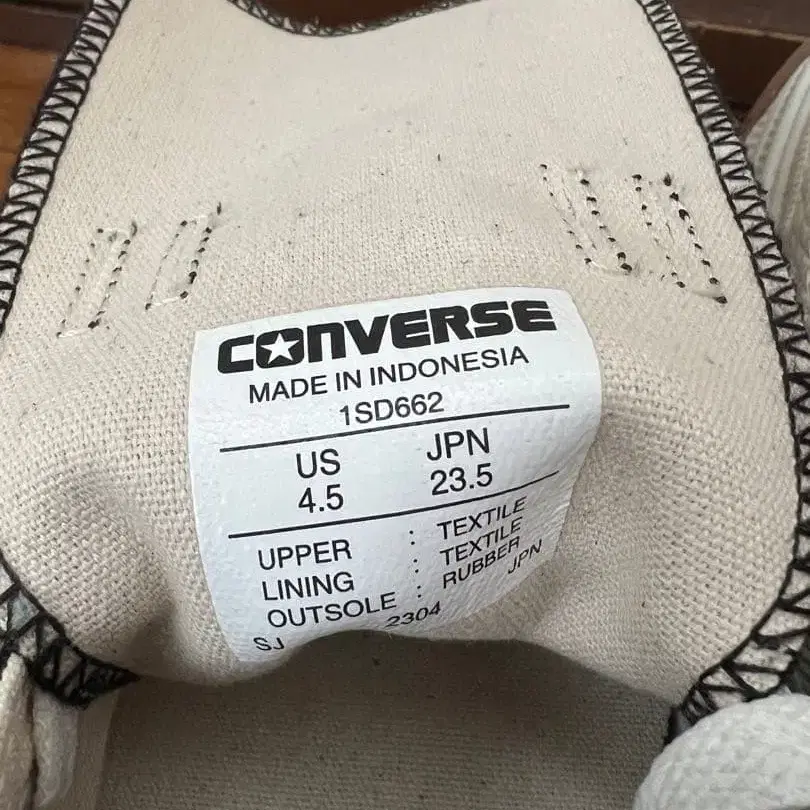 CONVERSE
MADE IN INDONESIA
1SD662
US JPN
4.5 23.5
UPPER : TEXTILE
LINING : TEXTILE
OUTSOLE : RUBBER
SJ 2304 JPN